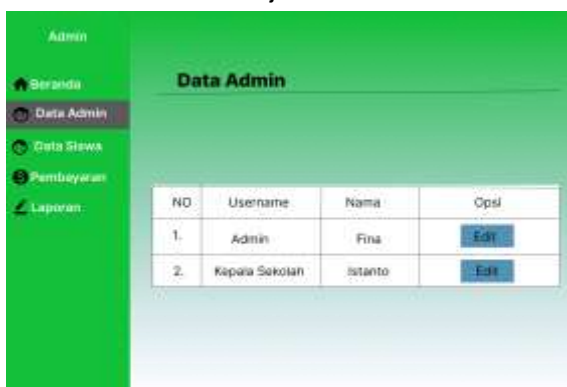 Admin
Beranda
Data Admin
Data Siswa
Pembayaran
Laporan
Data Admin
NO Username Nama Opsi
1. Admin Fina Edit
2. Kepala Sekolah Istanto Edit